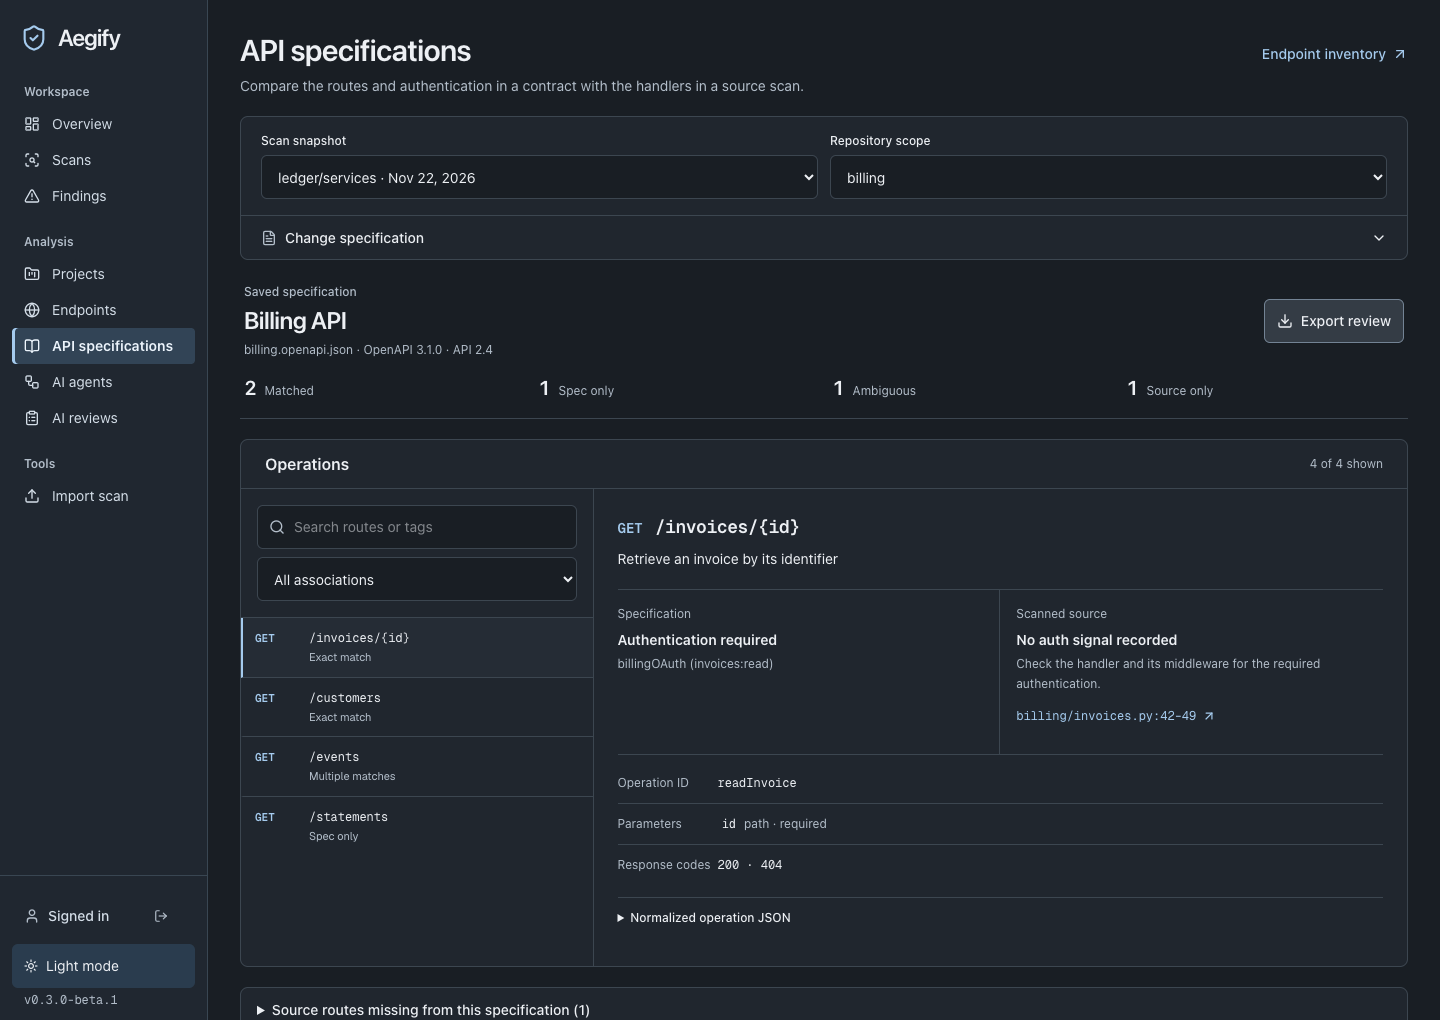 Aegify
Workspace
Overview
Scans
Findings
Analysis
Projects
Endpoints
API specifications
AI agents
AI reviews
Tools
Import scan
Signed in
Light mode
v0.3.0-beta.1
API specifications
Endpoint inventory
Compare the routes and authentication in a contract with the handlers in a source scan.
Scan snapshot
ledger/services · Nov 22, 2026
Repository scope
billing
Change specification
Saved specification
Billing API
billing.openapi.json · OpenAPI 3.1.0 · API 2.4
Export review
2 Matched
1 Spec only
1 Ambiguous
1 Source only
Operations
4 of 4 shown
Search routes or tags
All associations
GET /invoices/{id}
Exact match
GET /customers
Exact match
GET /events
Multiple matches
GET /statements
Spec only
GET /invoices/{id}
Retrieve an invoice by its identifier
Specification
Authentication required
billingOAuth (invoices:read)
Scanned source
No auth signal recorded
Check the handler and its middleware for the required
authentication.
billing/invoices.py:42-49
Operation ID readInvoice
Parameters id path · required
Response codes 200 · 404
Normalized operation JSON
Source routes missing from this specification (1)